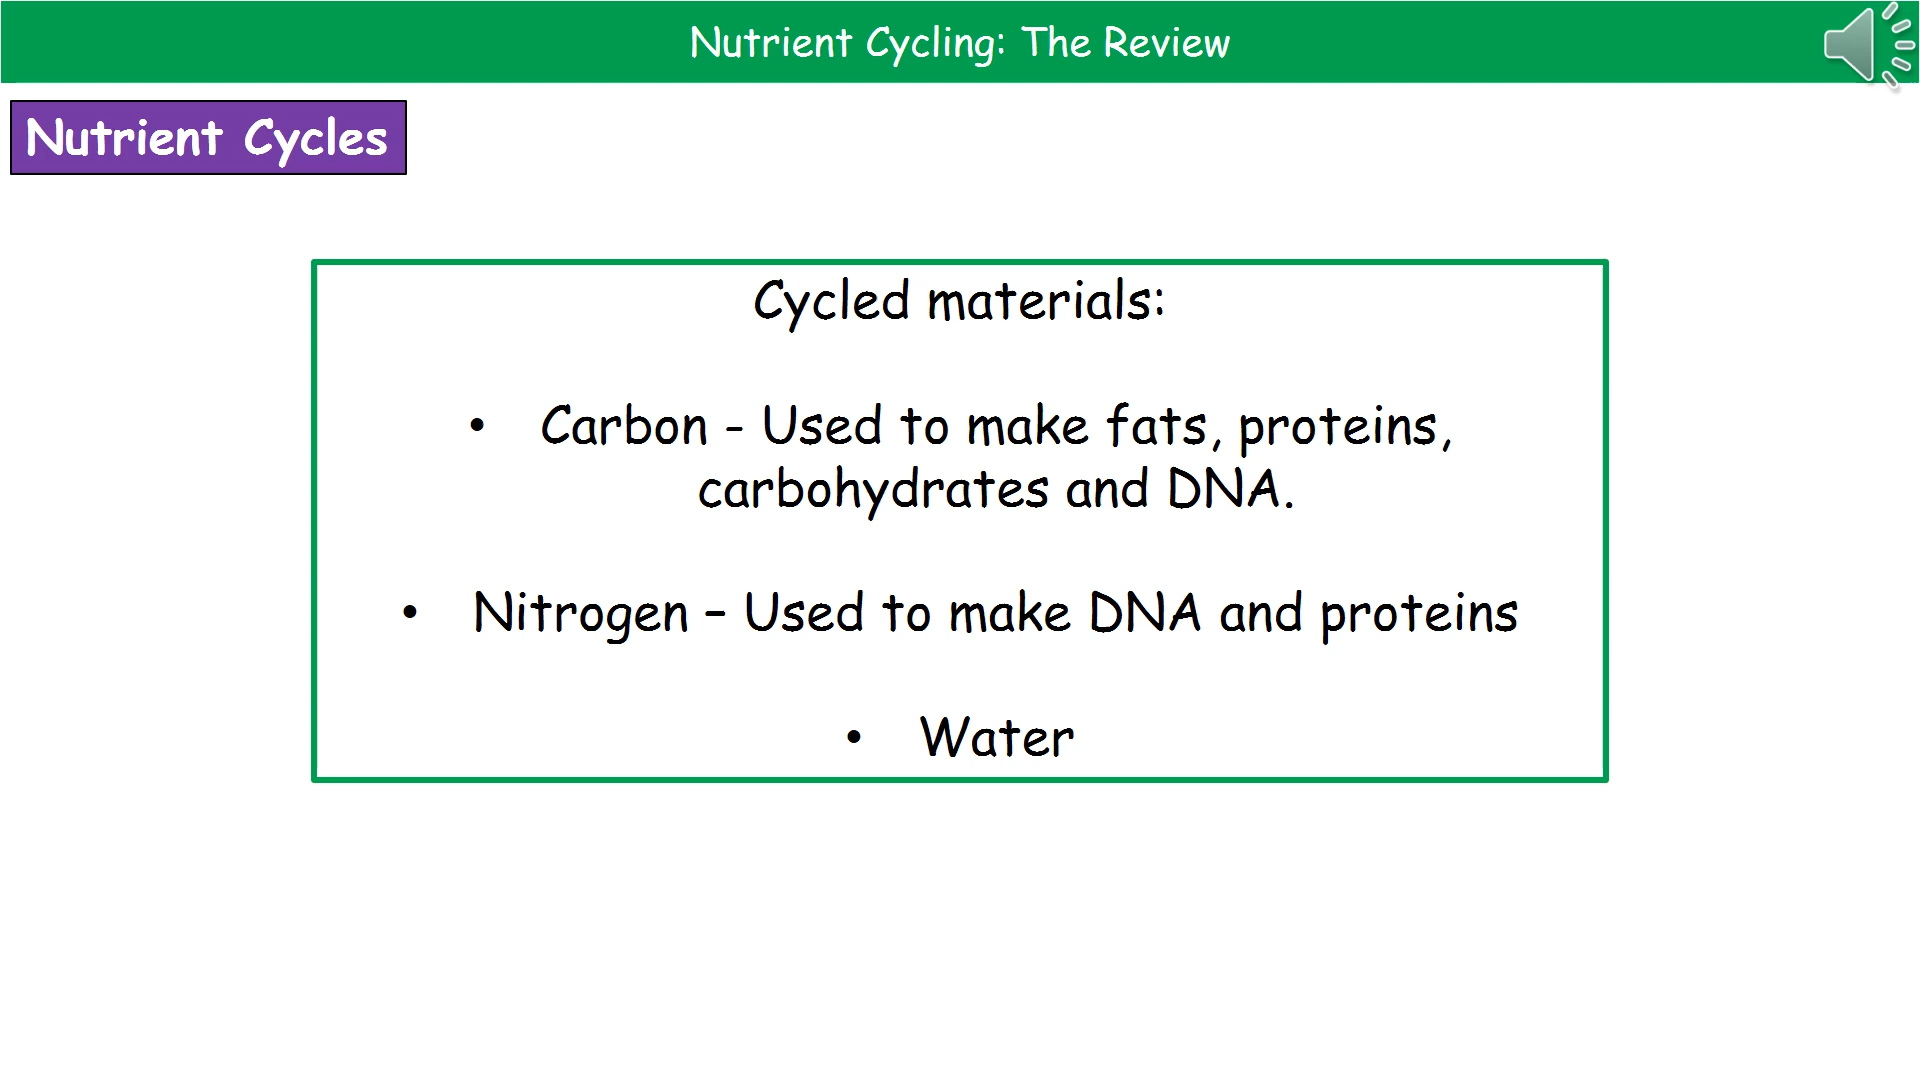 Nutrient Cycling: The Review
Nutrient Cycles
Cycled materials:
• Carbon - Used to make fats, proteins,
carbohydrates and DNA.
• Nitrogen – Used to make DNA and proteins
• Water